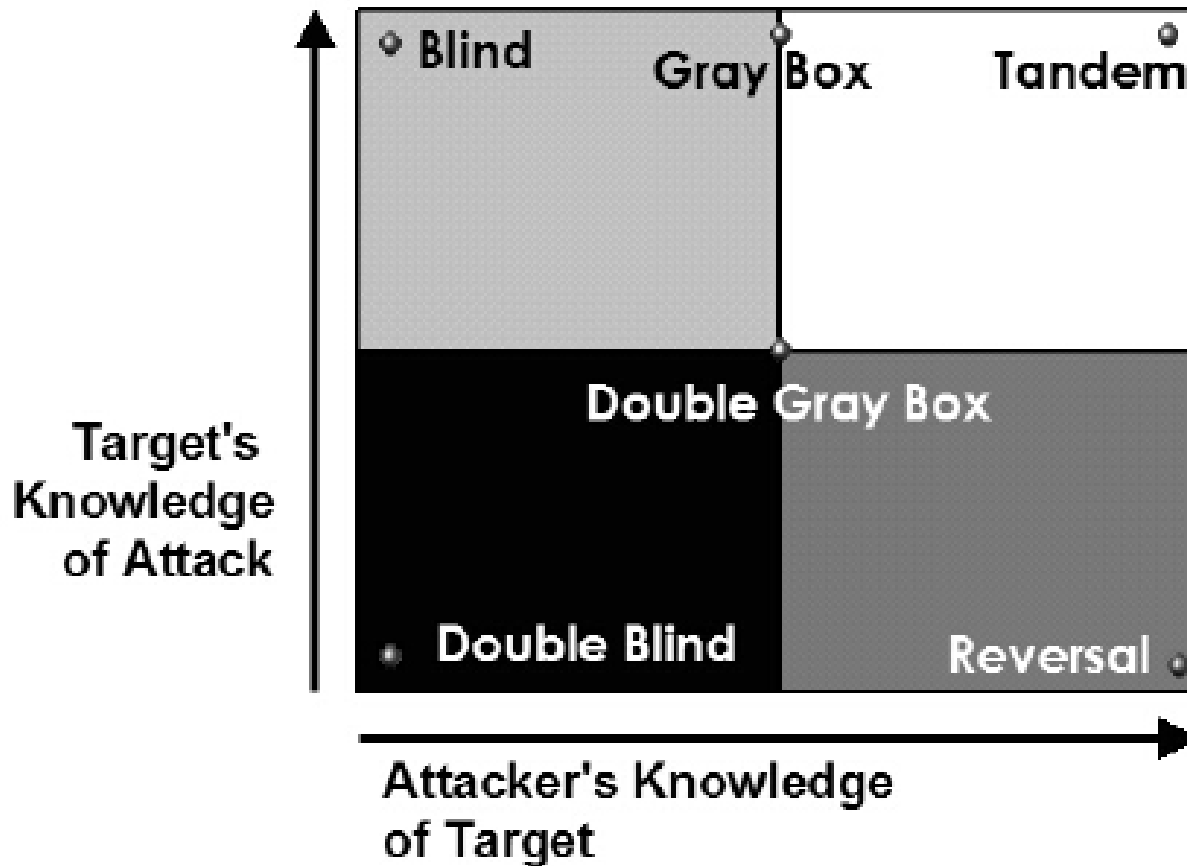 Blind
Gray Box
Tandem
Double Gray Box
Target's
Knowledge
of Attack
Double Blind
Reversal
Attacker's Knowledge
of Target